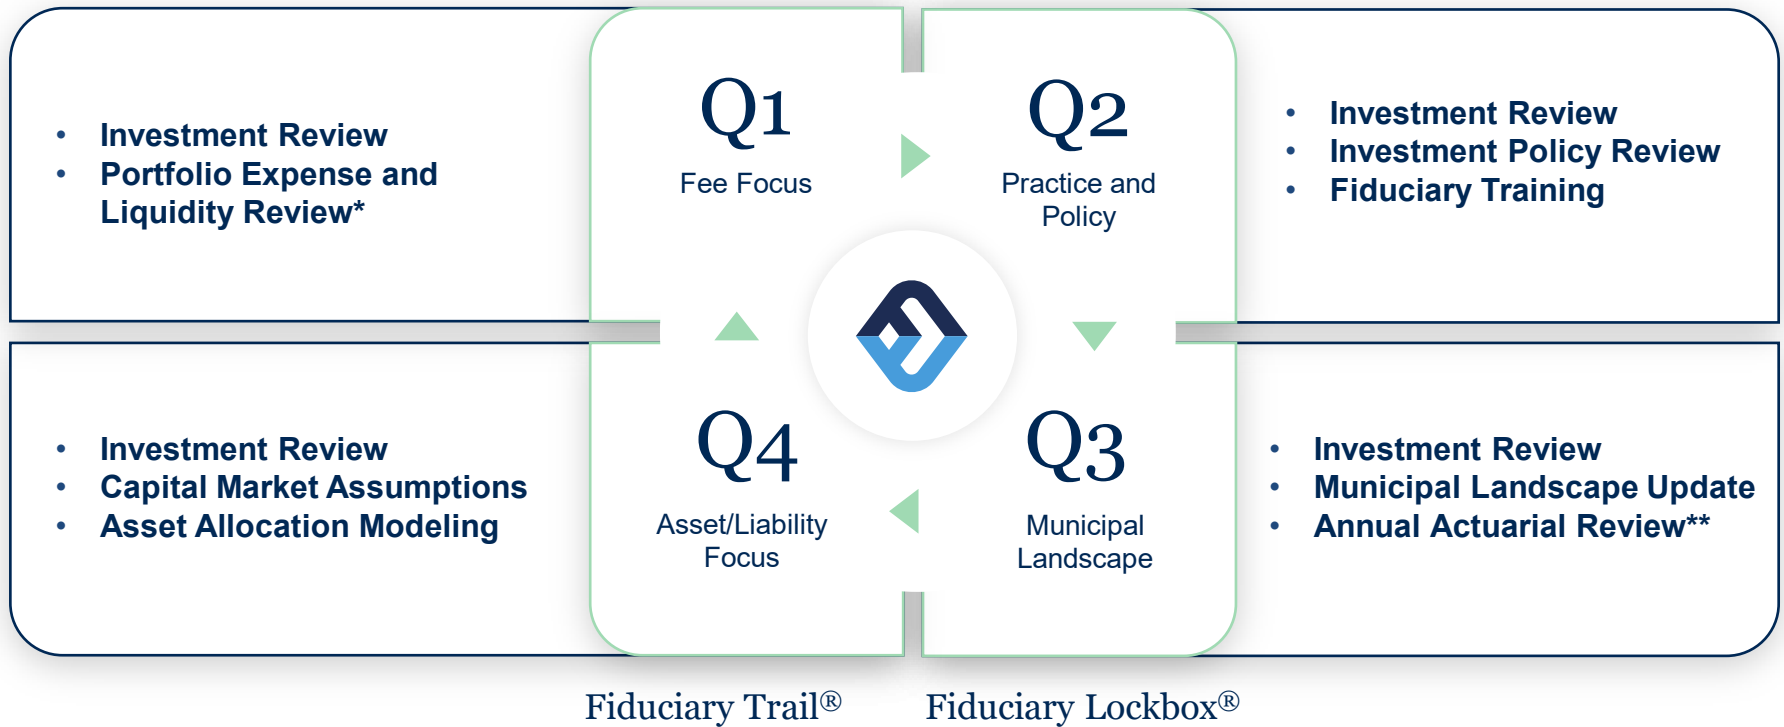 Q1
Fee Focus
• Investment Review
• Portfolio Expense and
Liquidity Review*
Q2
Practice and
Policy
• Investment Review
• Investment Policy Review
• Fiduciary Training
Q3
Municipal
Landscape
• Investment Review
• Municipal Landscape Update
• Annual Actuarial Review**
Q4
Asset/Liability
Focus
• Investment Review
• Capital Market Assumptions
• Asset Allocation Modeling
Fiduciary Trail®
Fiduciary Lockbox®